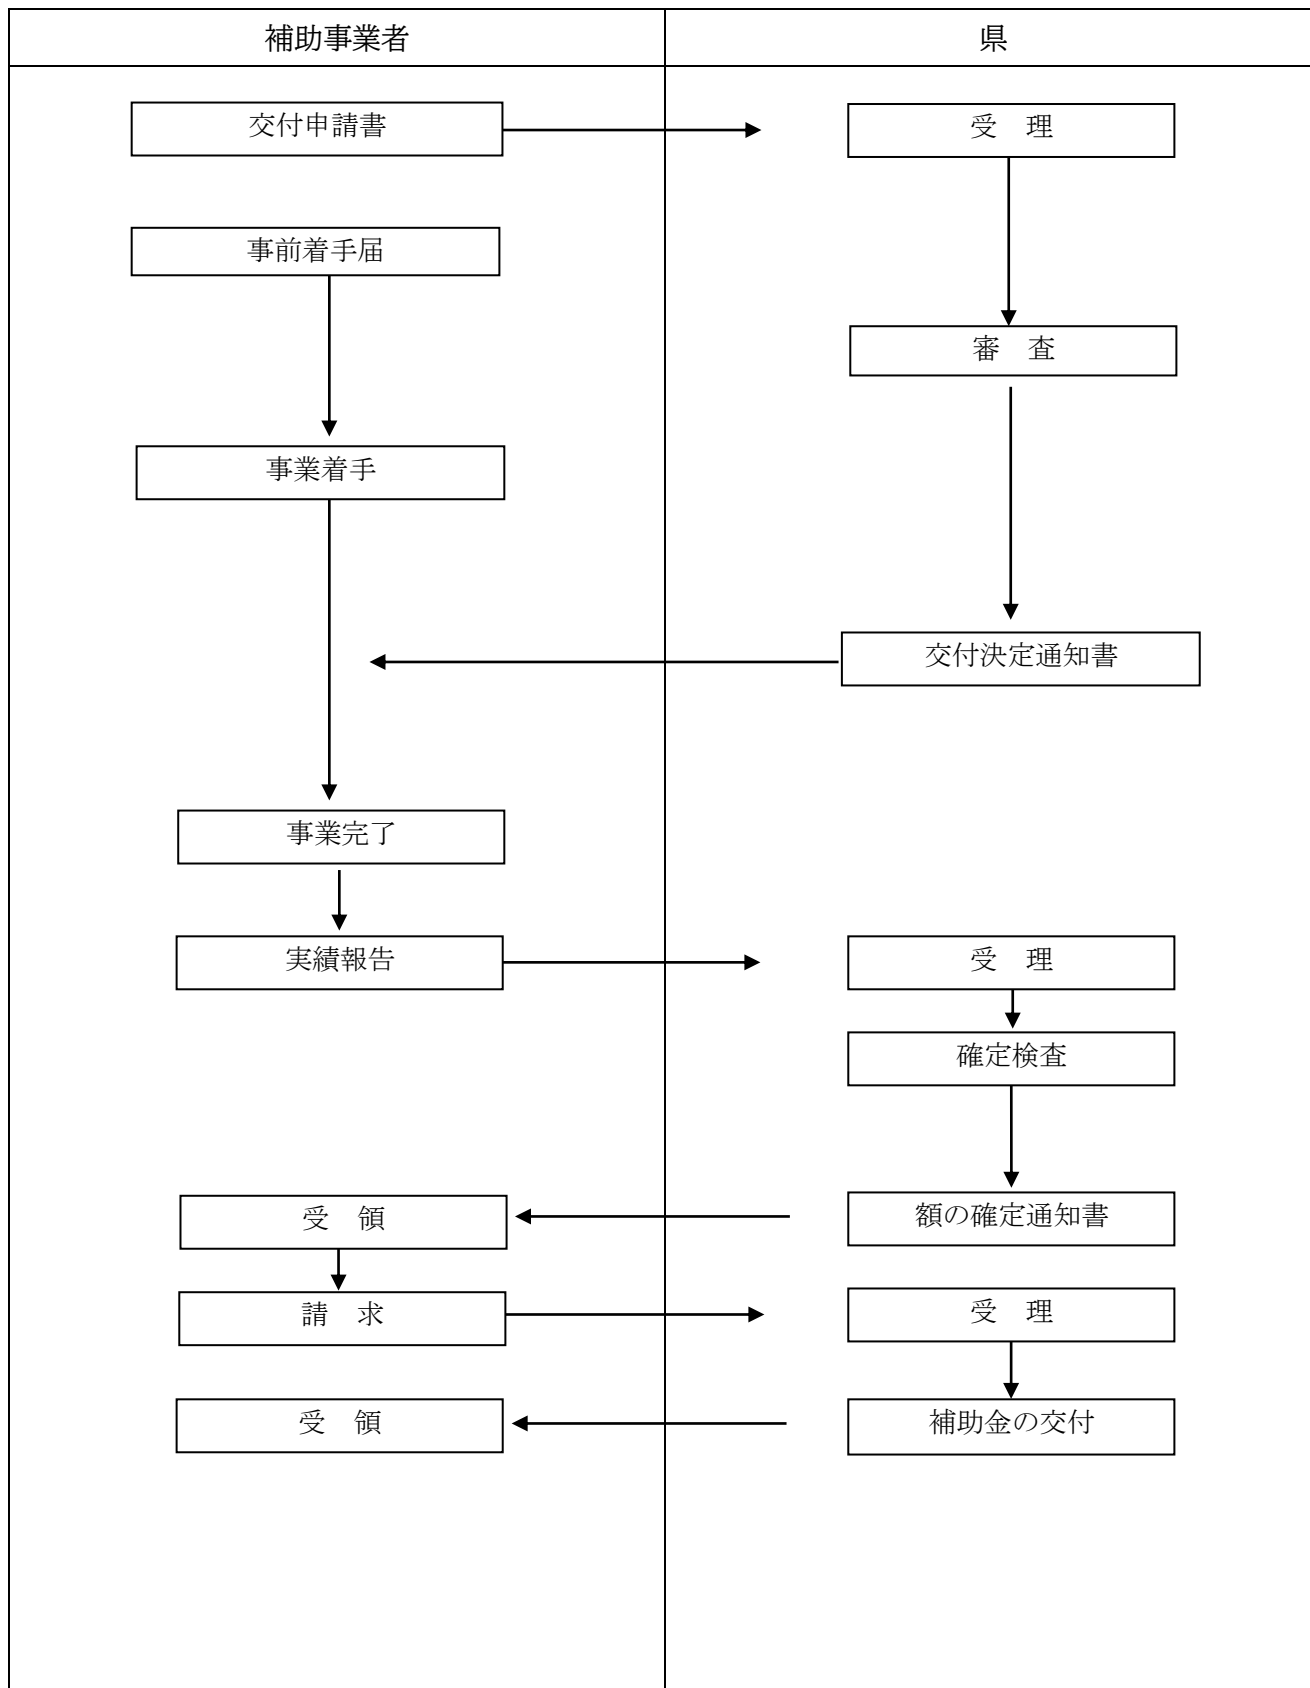 補助事業者
県
交付申請書
受　理
事前着手届
審　査
事業着手
交付決定通知書
事業完了
実績報告
受　理
確定検査
受　領
額の確定通知書
請　求
受　理
受　領
補助金の交付